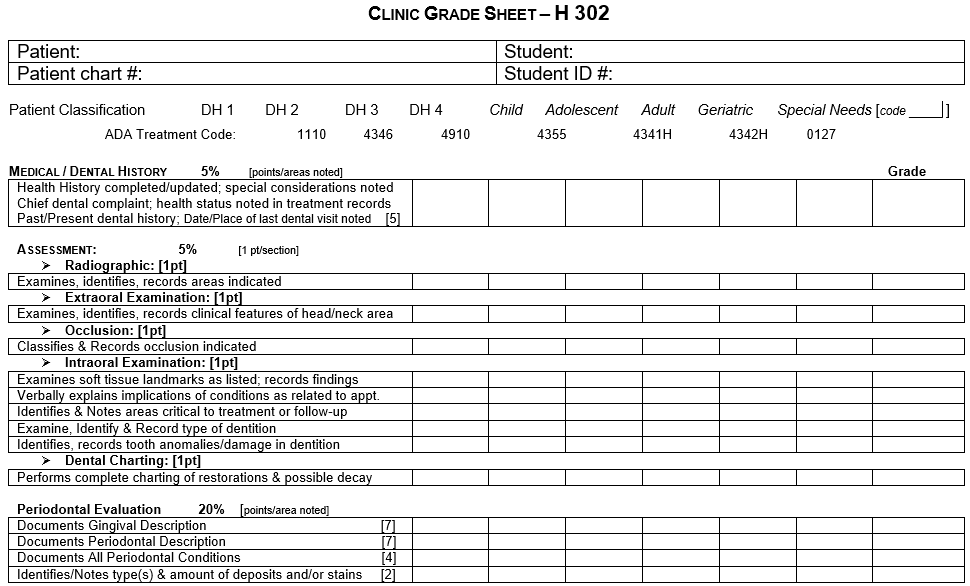 CLINIC GRADE SHEET – H 302
Patient: Student:
Patient chart #: Student ID #:
Patient Classification DH 1 DH 2 DH 3 DH 4 Child Adolescent Adult Geriatric Special Needs [code ____]
ADA Treatment Code: 1110 4346 4910 4355 4341H 4342H 0127
MEDICAL / DENTAL HISTORY 5% [points/areas noted] Grade
Health History completed/updated; special considerations noted
Chief dental complaint; health status noted in treatment records
Past/Present dental history; Date/Place of last dental visit noted [5]
ASSESSMENT: 5% [1 pt/section]
➢ Radiographic: [1pt]
Examines, identifies, records areas indicated
➢ Extraoral Examination: [1pt]
Examines, identifies, records clinical features of head/neck area
➢ Occlusion: [1pt]
Classifies & Records occlusion indicated
➢ Intraoral Examination: [1pt]
Examines soft tissue landmarks as listed; records findings
Verbally explains implications of conditions as related to appt.
Identifies & Notes areas critical to treatment or follow-up
Examine, Identify & Record type of dentition
Identifies, records tooth anomalies/damage in dentition
➢ Dental Charting: [1pt]
Performs complete charting of restorations & possible decay
Periodontal Evaluation 20% [points/area noted]
Documents Gingival Description [7]
Documents Periodontal Description [7]
Documents All Periodontal Conditions [4]
Identifies/Notes type(s) & amount of deposits and/or stains [2]